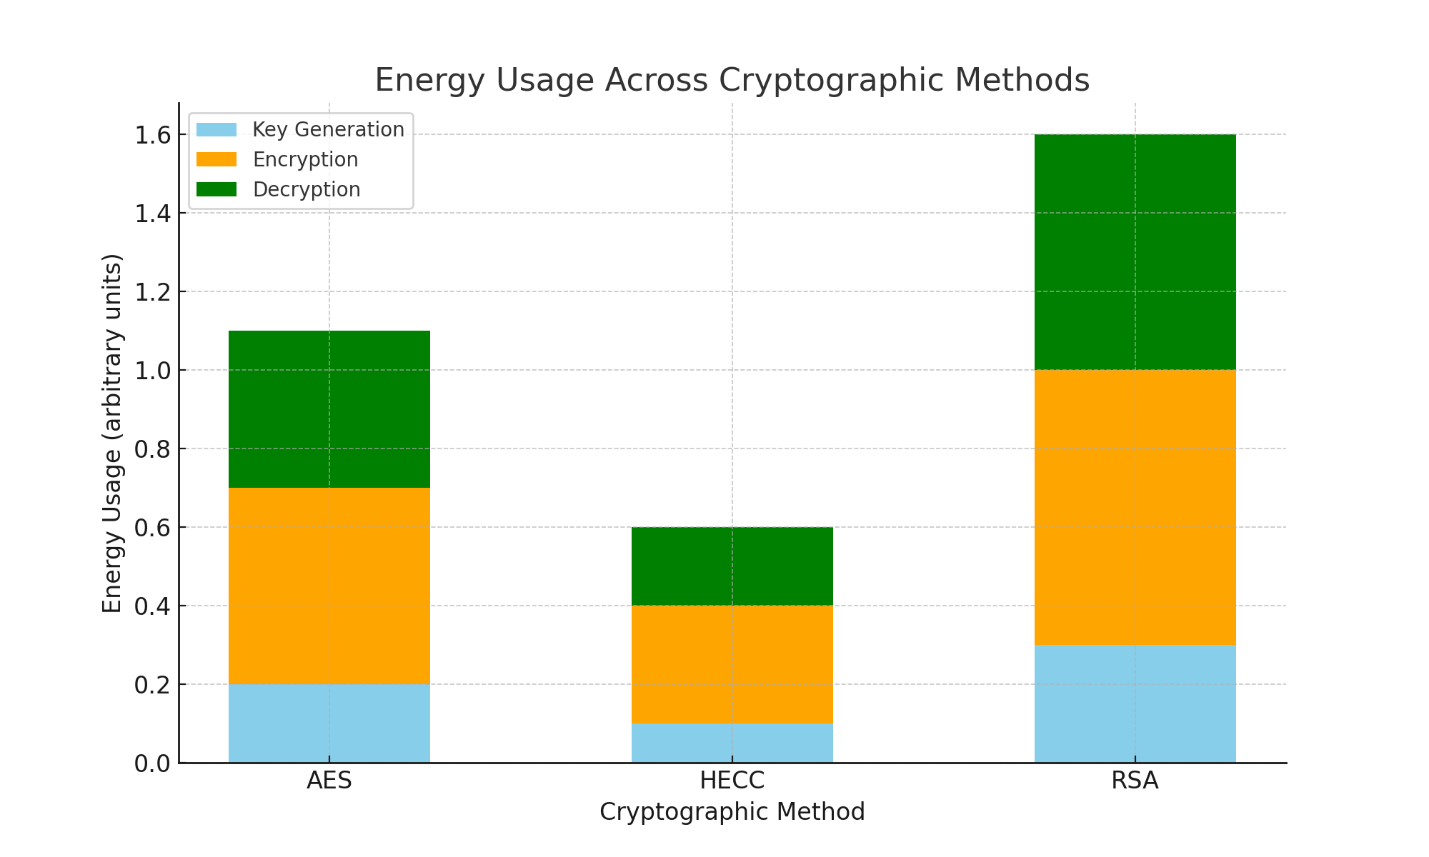 Energy Usage Across Cryptographic Methods
Key Generation
Encryption
Decryption
Energy Usage (arbitrary units)
1.6
1.4
1.2
1.0
0.8
0.6
0.4
0.2
0.0
AES HECC RSA
Cryptographic Method